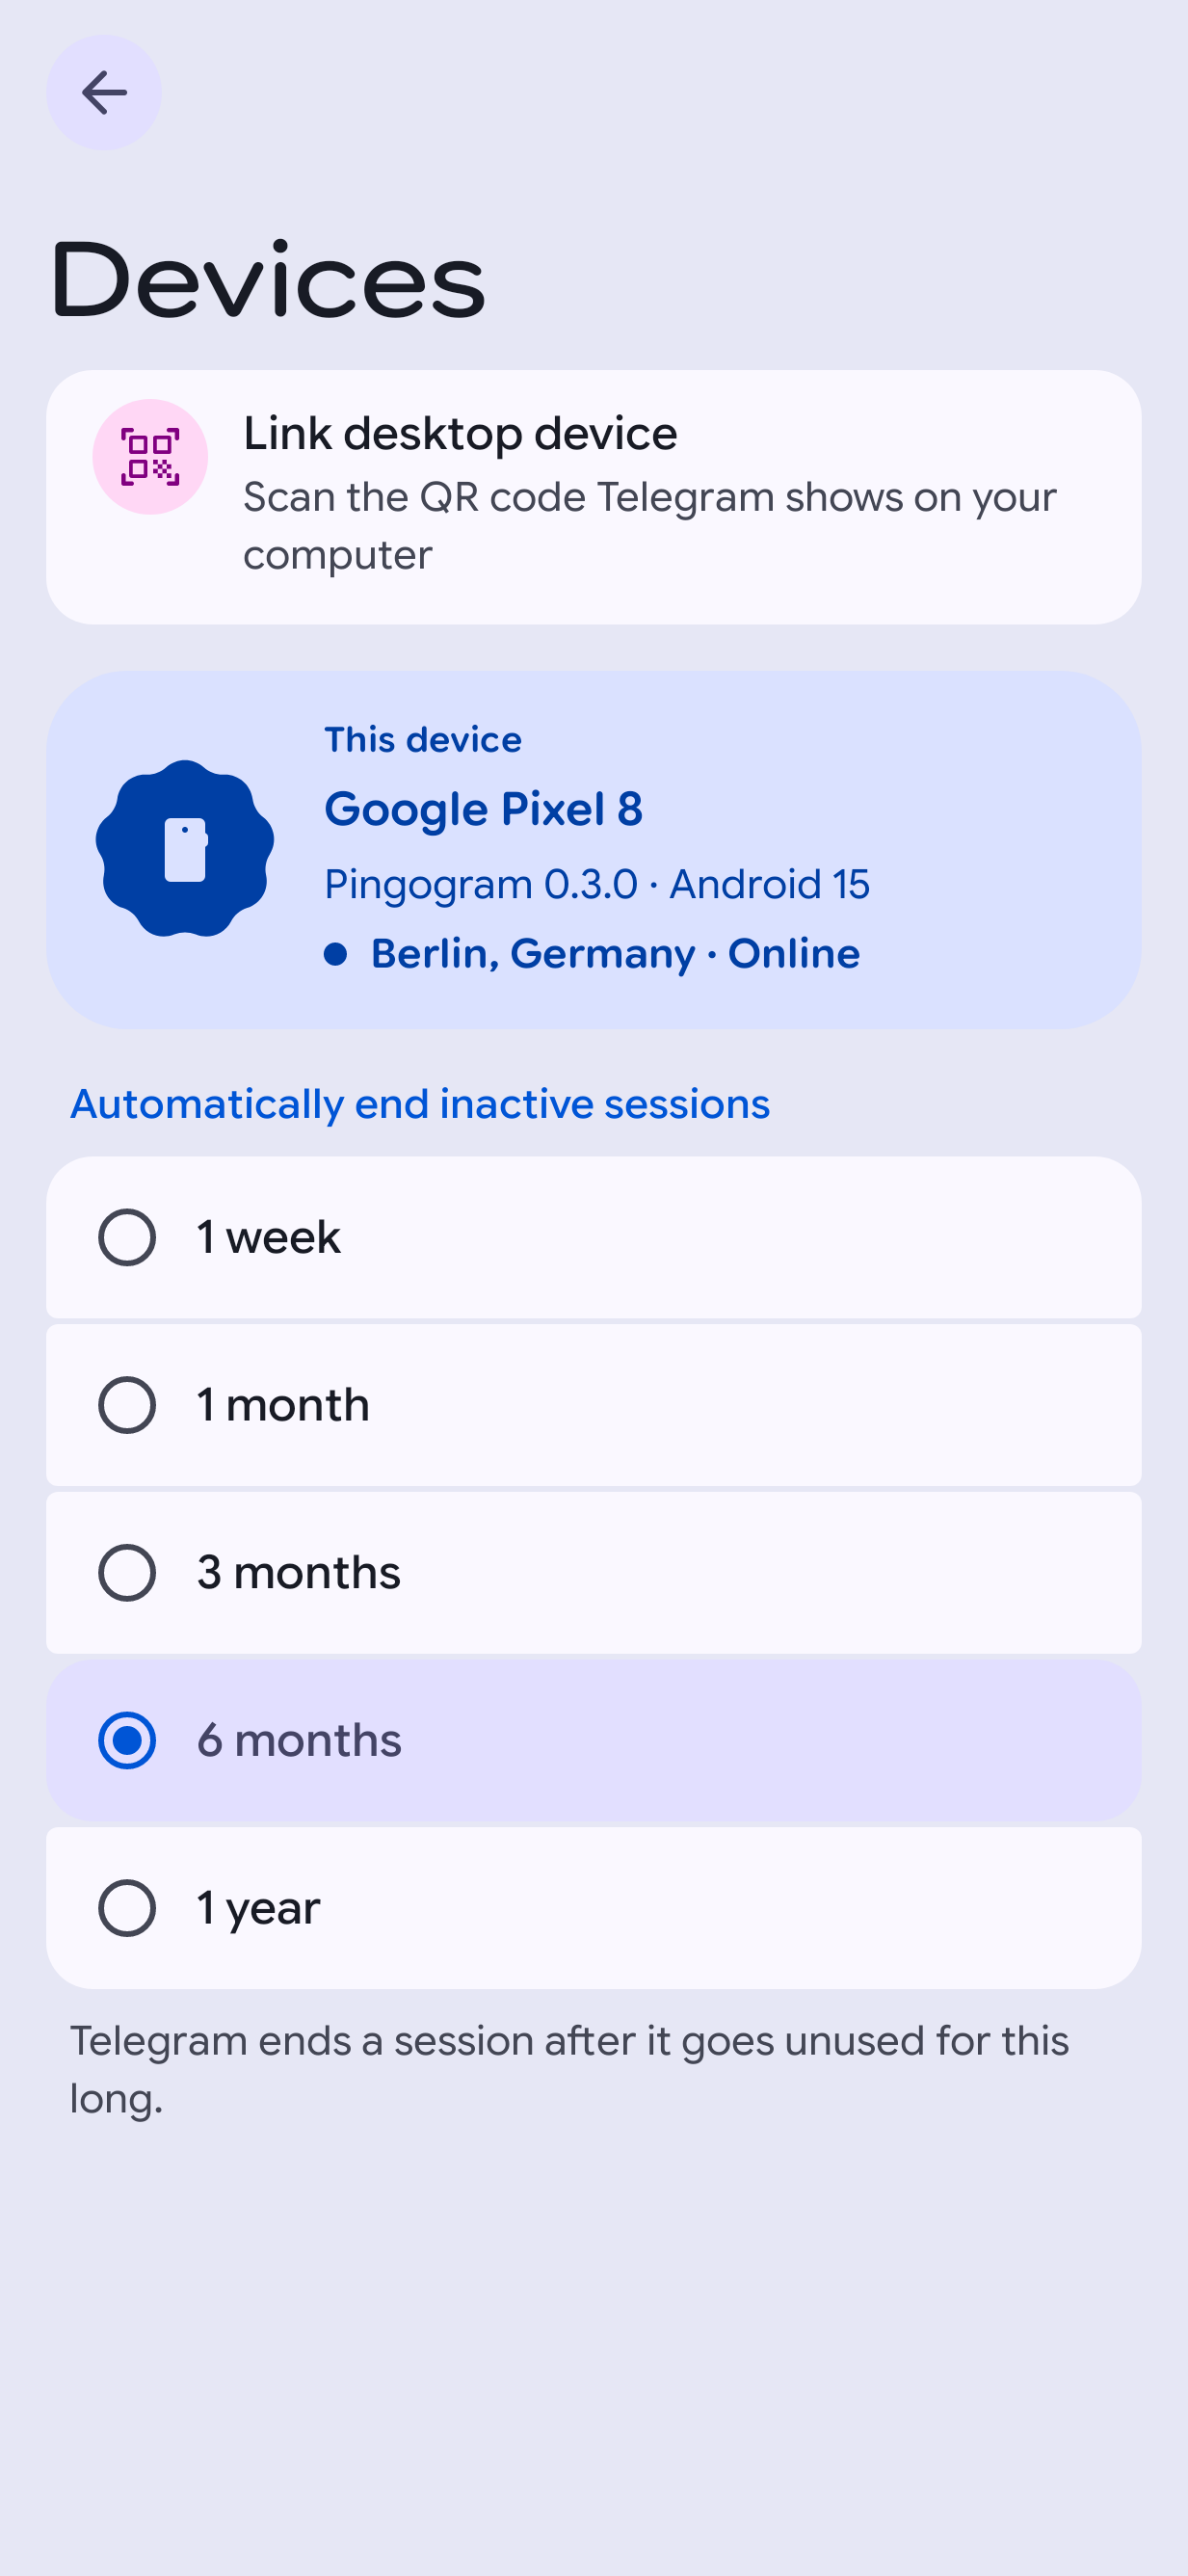 Devices
Link desktop device
Scan the QR code Telegram shows on your
computer
This device
Google Pixel 8
Pingogram 0.3.0 · Android 15
Berlin, Germany · Online
Automatically end inactive sessions
1 week
1 month
3 months
6 months
1 year
Telegram ends a session after it goes unused for this
long.